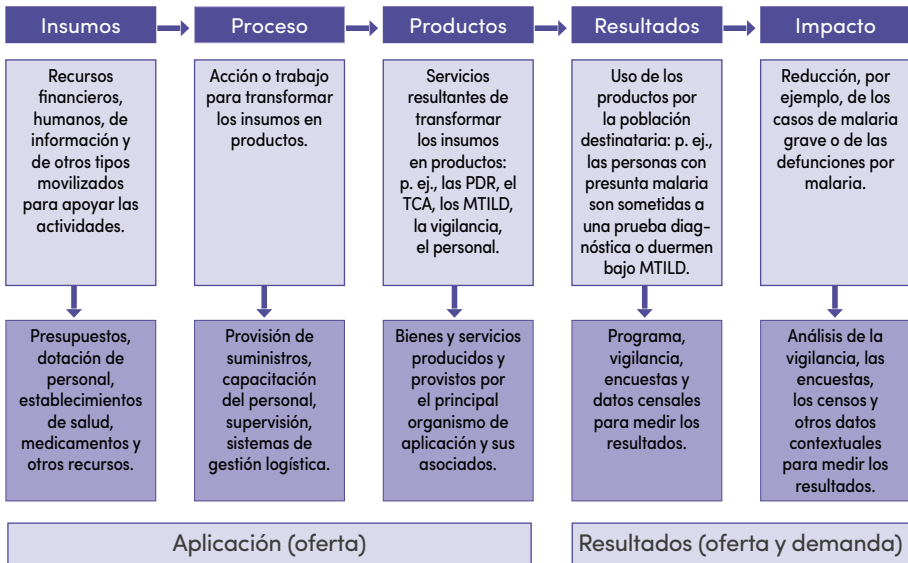 Insumos
Proceso
Productos
Resultados
Impacto
Recursos
financieros,
humanos, de
información y
de otros tipos
movilizados
para apoyar las
actividades.
Acción o trabajo
para transformar
los insumos en
productos.
Servicios
resultantes de
transformar
los insumos
en productos:
p. ej., las PDR, el
TCA, los MTILD,
la vigilancia,
el personal.
Uso de los
productos por
la población
destinataria: p. ej.,
las personas con
presunta malaria
son sometidas a
una prueba diag-
nóstica o duermen
bajo MTILD.
Reducción, por
ejemplo, de los
casos de malaria
grave o de las
defunciones por
malaria.
Presupuestos,
dotación de
personal,
establecimientos
de salud,
medicamentos y
otros recursos.
Provisión de
suministros,
capacitación
del personal,
supervisión,
sistemas de
gestión logística.
Bienes y servicios
producidos y
provistos por
el principal
organismo de
aplicación y sus
asociados.
Programa,
vigilancia,
encuestas y
datos censales
para medir los
resultados.
Análisis de la
vigilancia, las
encuestas,
los censos y
otros datos
contextuales
para medir los
resultados.
Aplicación (oferta)
Resultados (oferta y demanda)